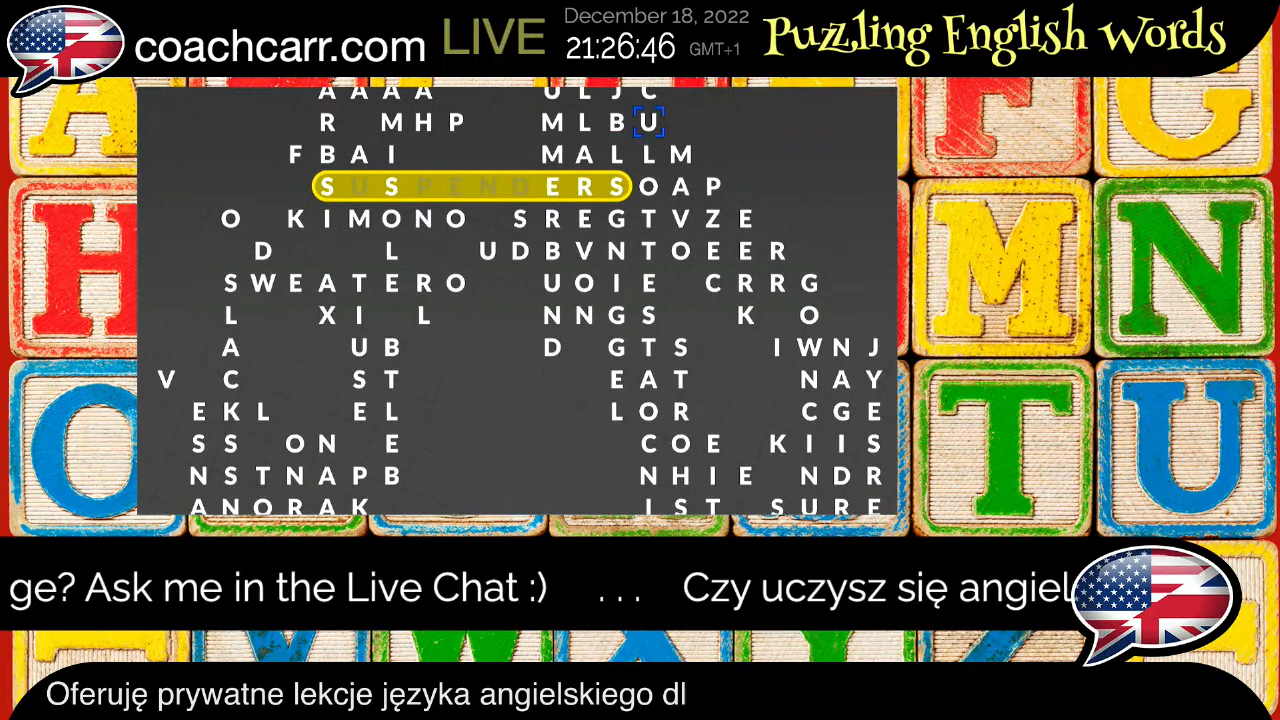 coachcarr.com
LIVE
December 18, 2022
21:26:46 GMT+1
Puzzling English Words
A A A A U L J C
R M H P M L B U
F B A I M A L L M
S U S P E N D E R S O A P
O K I M O N O S R E G T V Z E
D L U D B V N T O E E R
S W E A T E R O U O I E C R R G
L X I L N N G S K O
A U B D G T S I W N J
V C S T E A T N A Y
E K L E L L O R C G E
S S O N E C O E K I I S
N S T N A P B N H I E N D R
A N O R A K I S T S U R E
ge? Ask me in the Live Chat :) . . . Czy uczysz się angiel
Oferuję prywatne lekcje języka angielskiego dl